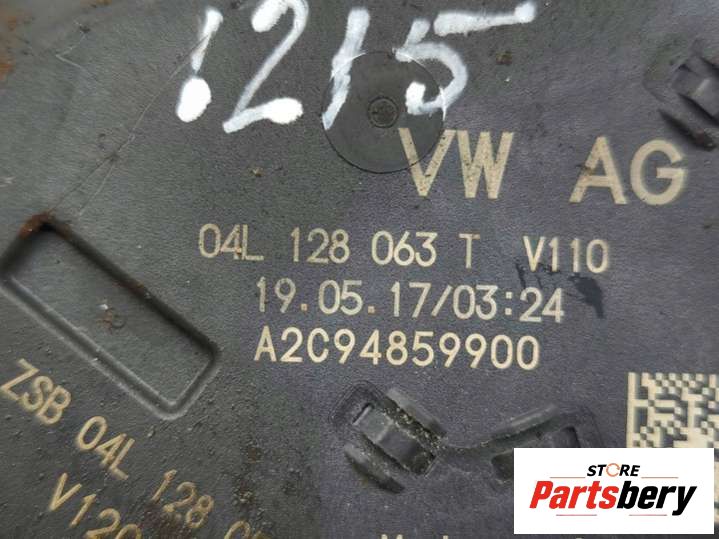 1215
VW AG
04L 128 063 T V110
19.05.17/03:24
A2C94859900
ZSB 04L 128
STORE
Partsbery